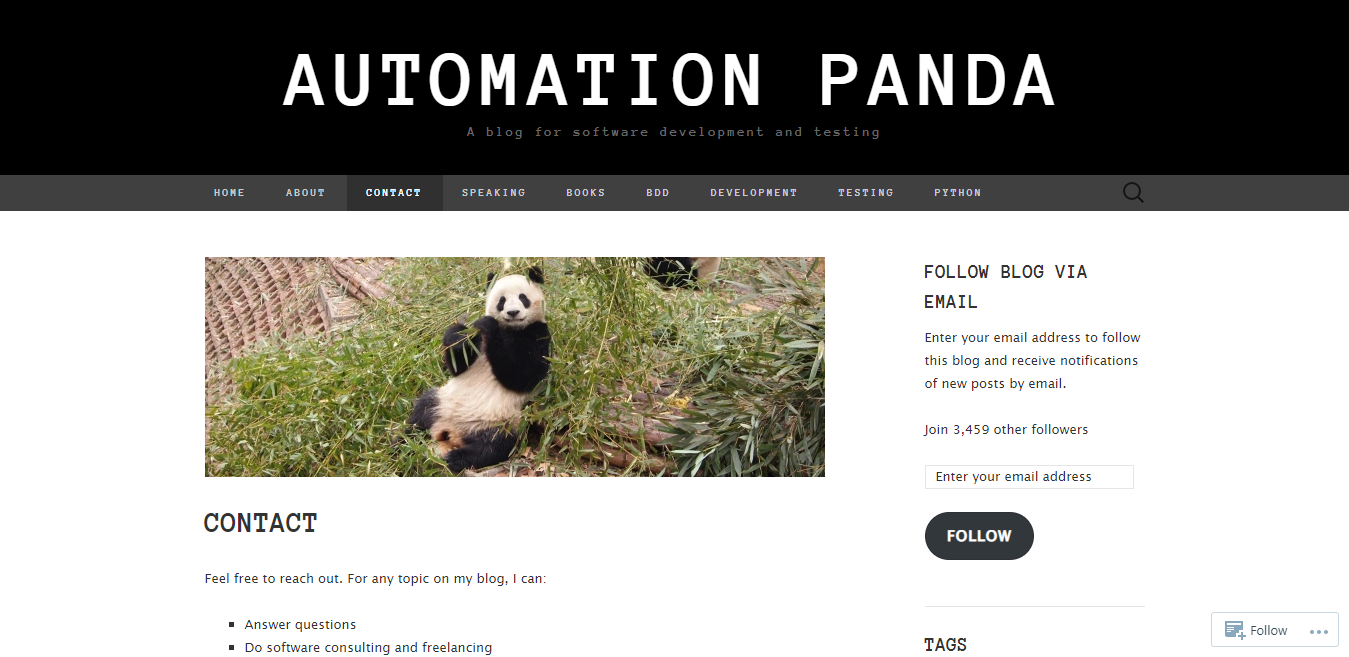 AUTOMATION PANDA
A blog for software development and testing
HOME ABOUT CONTACT SPEAKING BOOKS BDD DEVELOPMENT TESTING PYTHON
CONTACT
Feel free to reach out. For any topic on my blog, I can:
Answer questions
Do software consulting and freelancing
FOLLOW BLOG VIA
EMAIL
Enter your email address to follow
this blog and receive notifications
of new posts by email.
Join 3,459 other followers
Enter your email address
FOLLOW
TAGS
Follow